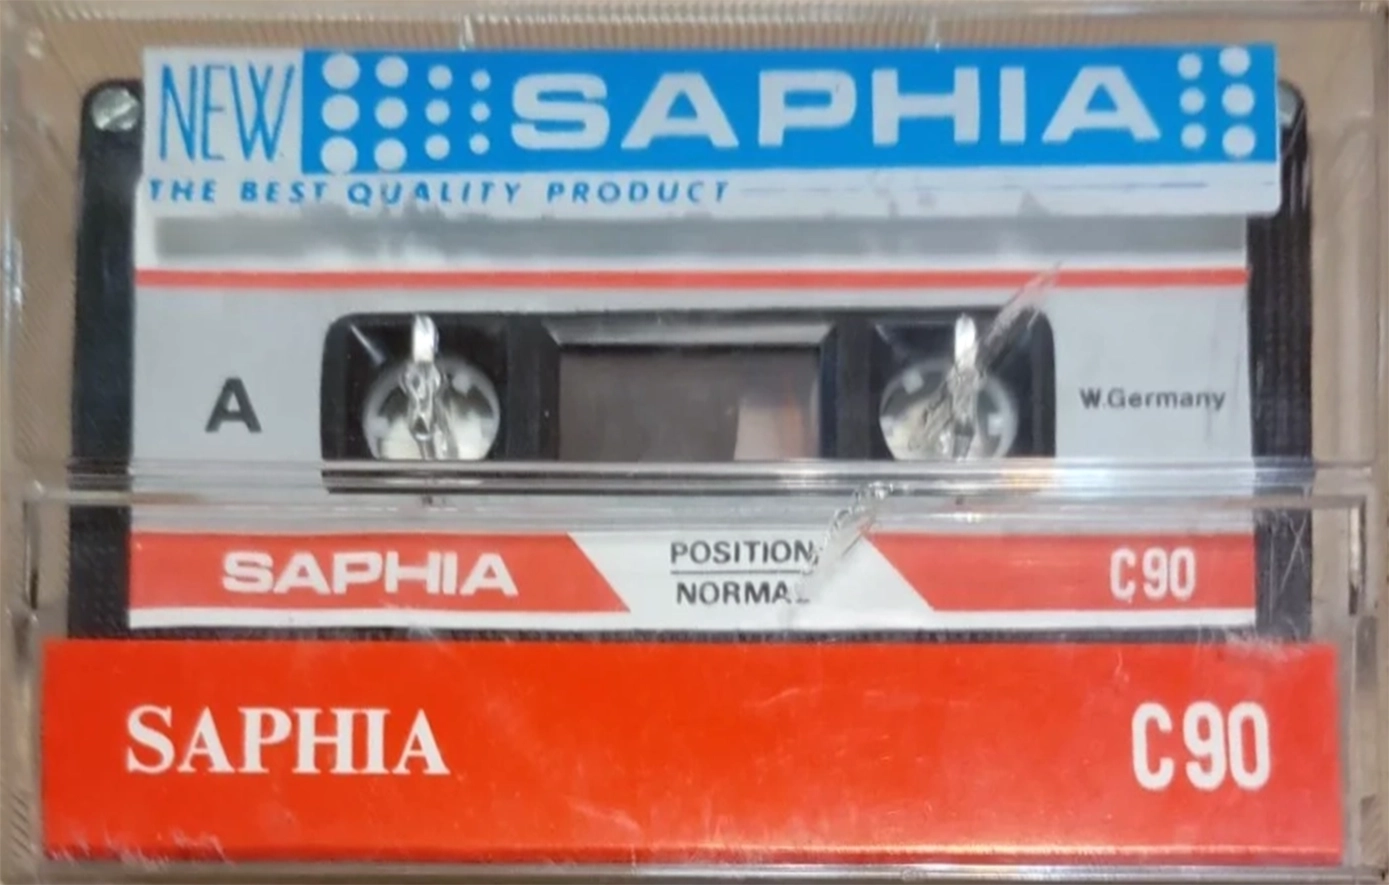 NEW SAPHIA
THE BEST QUALITY PRODUCT
A
W.Germany
SAPHIA
POSITION
NORMAL
C90
SAPHIA
C90